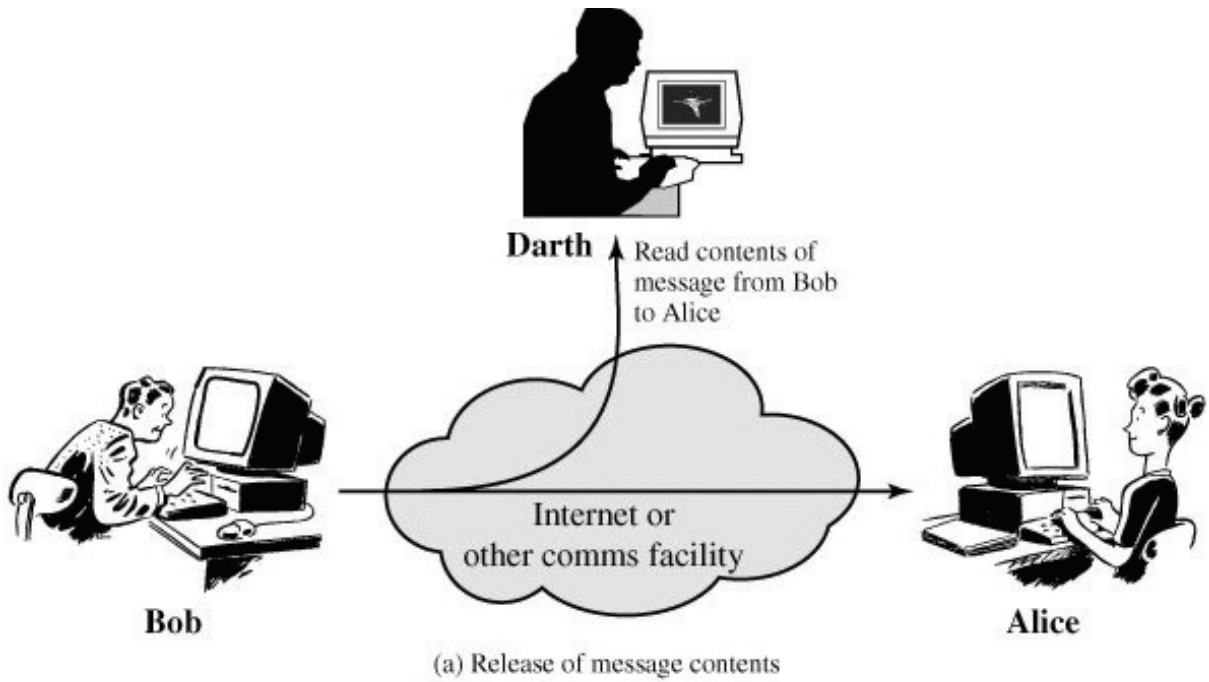 Darth
Read contents of
message from Bob
to Alice
Internet or
other comms facility
Bob
Alice
(a) Release of message contents